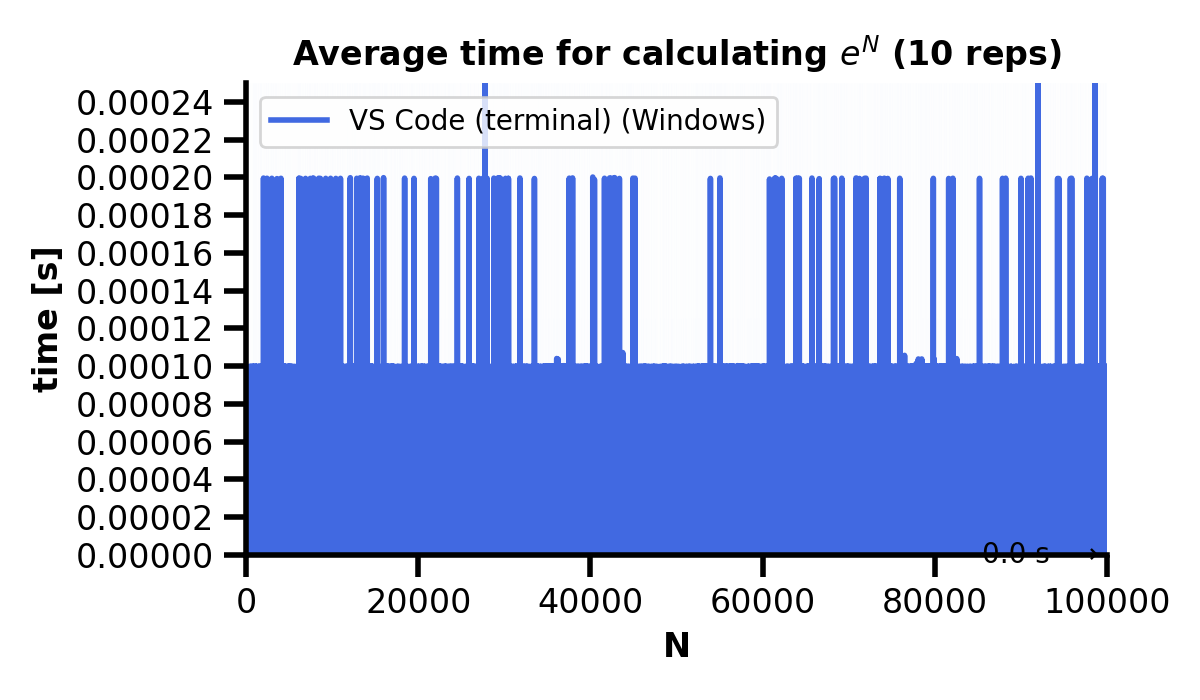 Average time for calculating e^N (10 reps)
VS Code (terminal) (Windows)
time [s]
0.00024
0.00022
0.00020
0.00018
0.00016
0.00014
0.00012
0.00010
0.00008
0.00006
0.00004
0.00002
0.00000
0.0 s
0 20000 40000 60000 80000 100000
N